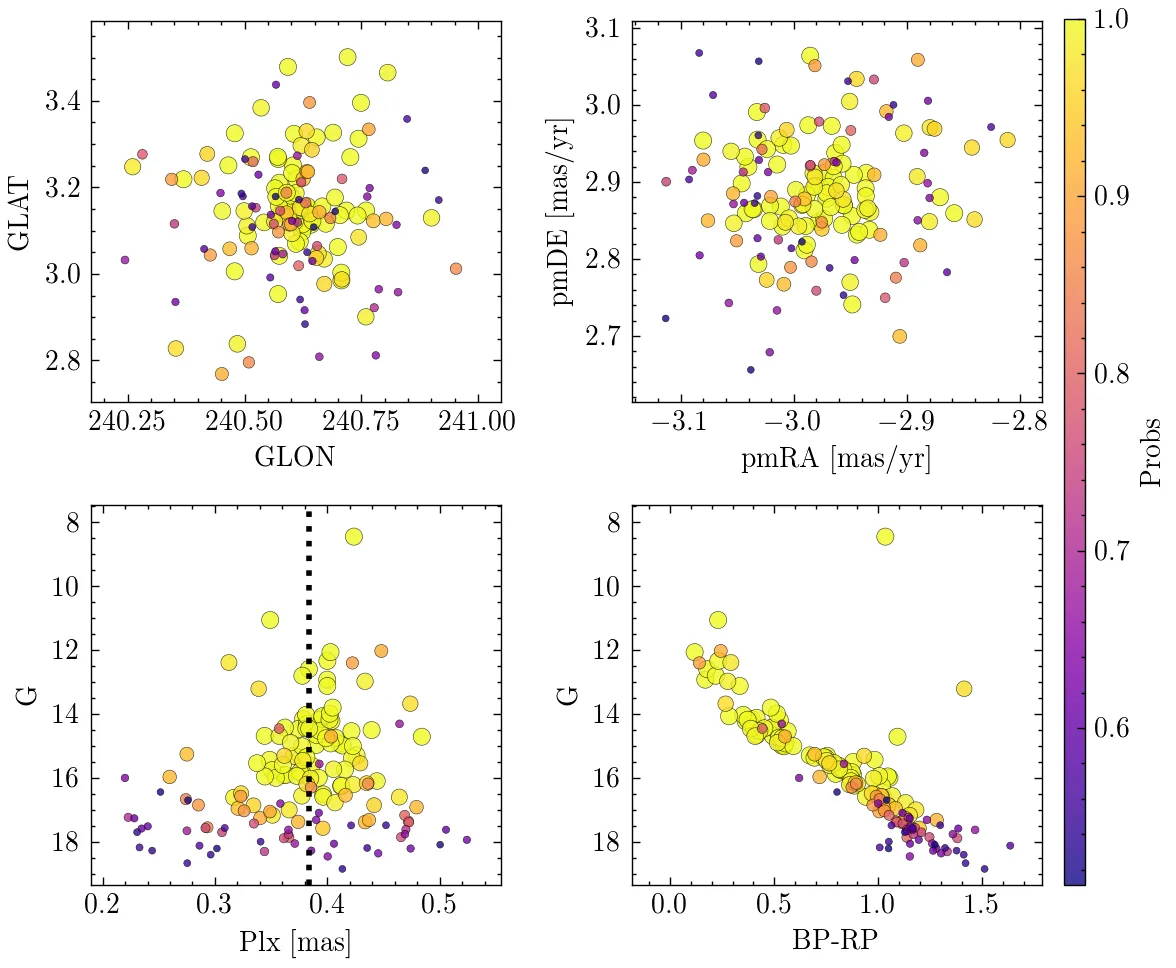 3.4
3.2
3.0
2.8
GLAT
240.25 240.50 240.75 241.00
GLON
3.1
3.0
2.9
2.8
2.7
pmDE [mas/yr]
−3.1 −3.0 −2.9 −2.8
pmRA [mas/yr]
1.0
0.9
0.8
0.7
0.6
Probs
8
10
12
14
16
18
G
0.2 0.3 0.4 0.5
Plx [mas]
8
10
12
14
16
18
G
0.0 0.5 1.0 1.5
BP-RP